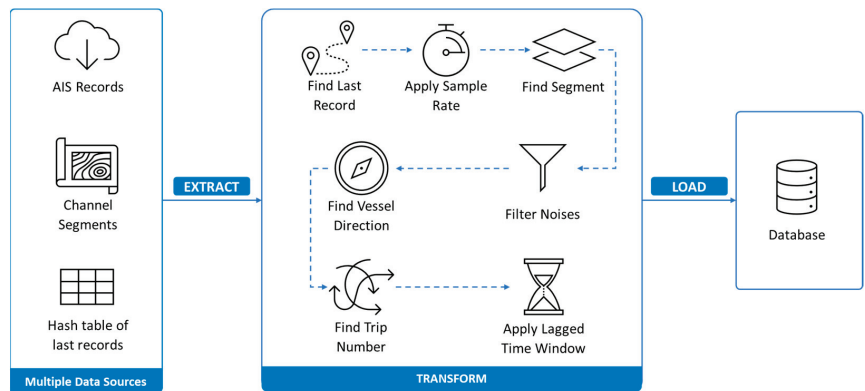 AIS Records
Channel
Segments
Hash table of
last records
Multiple Data Sources
EXTRACT
Find Last
Record
Apply Sample
Rate
Find Segment
Find Vessel
Direction
Filter Noises
Find Trip
Number
Apply Lagged
Time Window
TRANSFORM
LOAD
Database